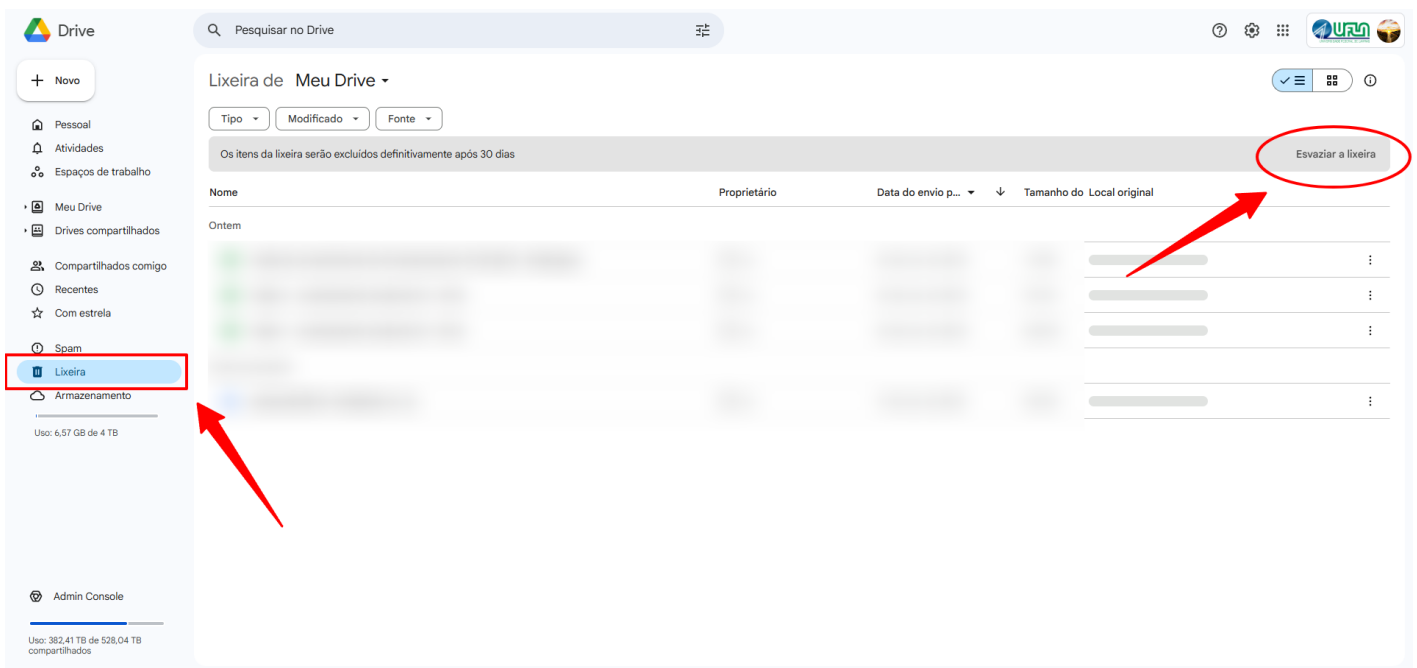 Drive
Pesquisar no Drive
UFLA
Novo
Lixeira de Meu Drive
Tipo
Modificado
Fonte
Pessoal
Atividades
Espaços de trabalho
Os itens da lixeira serão excluídos definitivamente após 30 dias
Esvaziar a lixeira
Nome
Proprietário
Data do envio p...
Tamanho do
Local original
Meu Drive
Drives compartilhados
Ontem
Compartilhados comigo
Recentes
Com estrela
Spam
Lixeira
Armazenamento
Uso: 6,57 GB de 4 TB
Admin Console
Uso: 382,41 TB de 528,04 TB
compartilhados